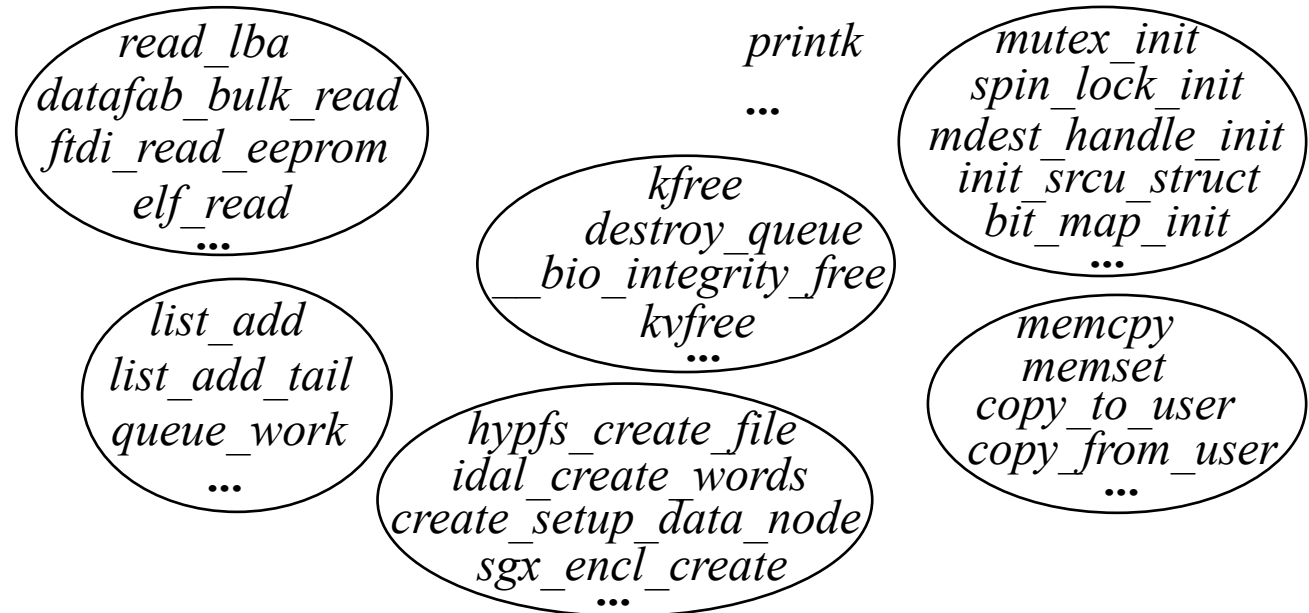 read_lba
datafab_bulk_read
ftdi_read_eeprom
elf_read
...
printk
...
mutex_init
spin_lock_init
mdest_handle_init
init_srcu_struct
bit_map_init
...
kfree
destroy_queue
__bio_integrity_free
kvfree
...
list_add
list_add_tail
queue_work
...
hypfs_create_file
idal_create_words
create_setup_data_node
sgx_encl_create
...
memcpy
memset
copy_to_user
copy_from_user
...